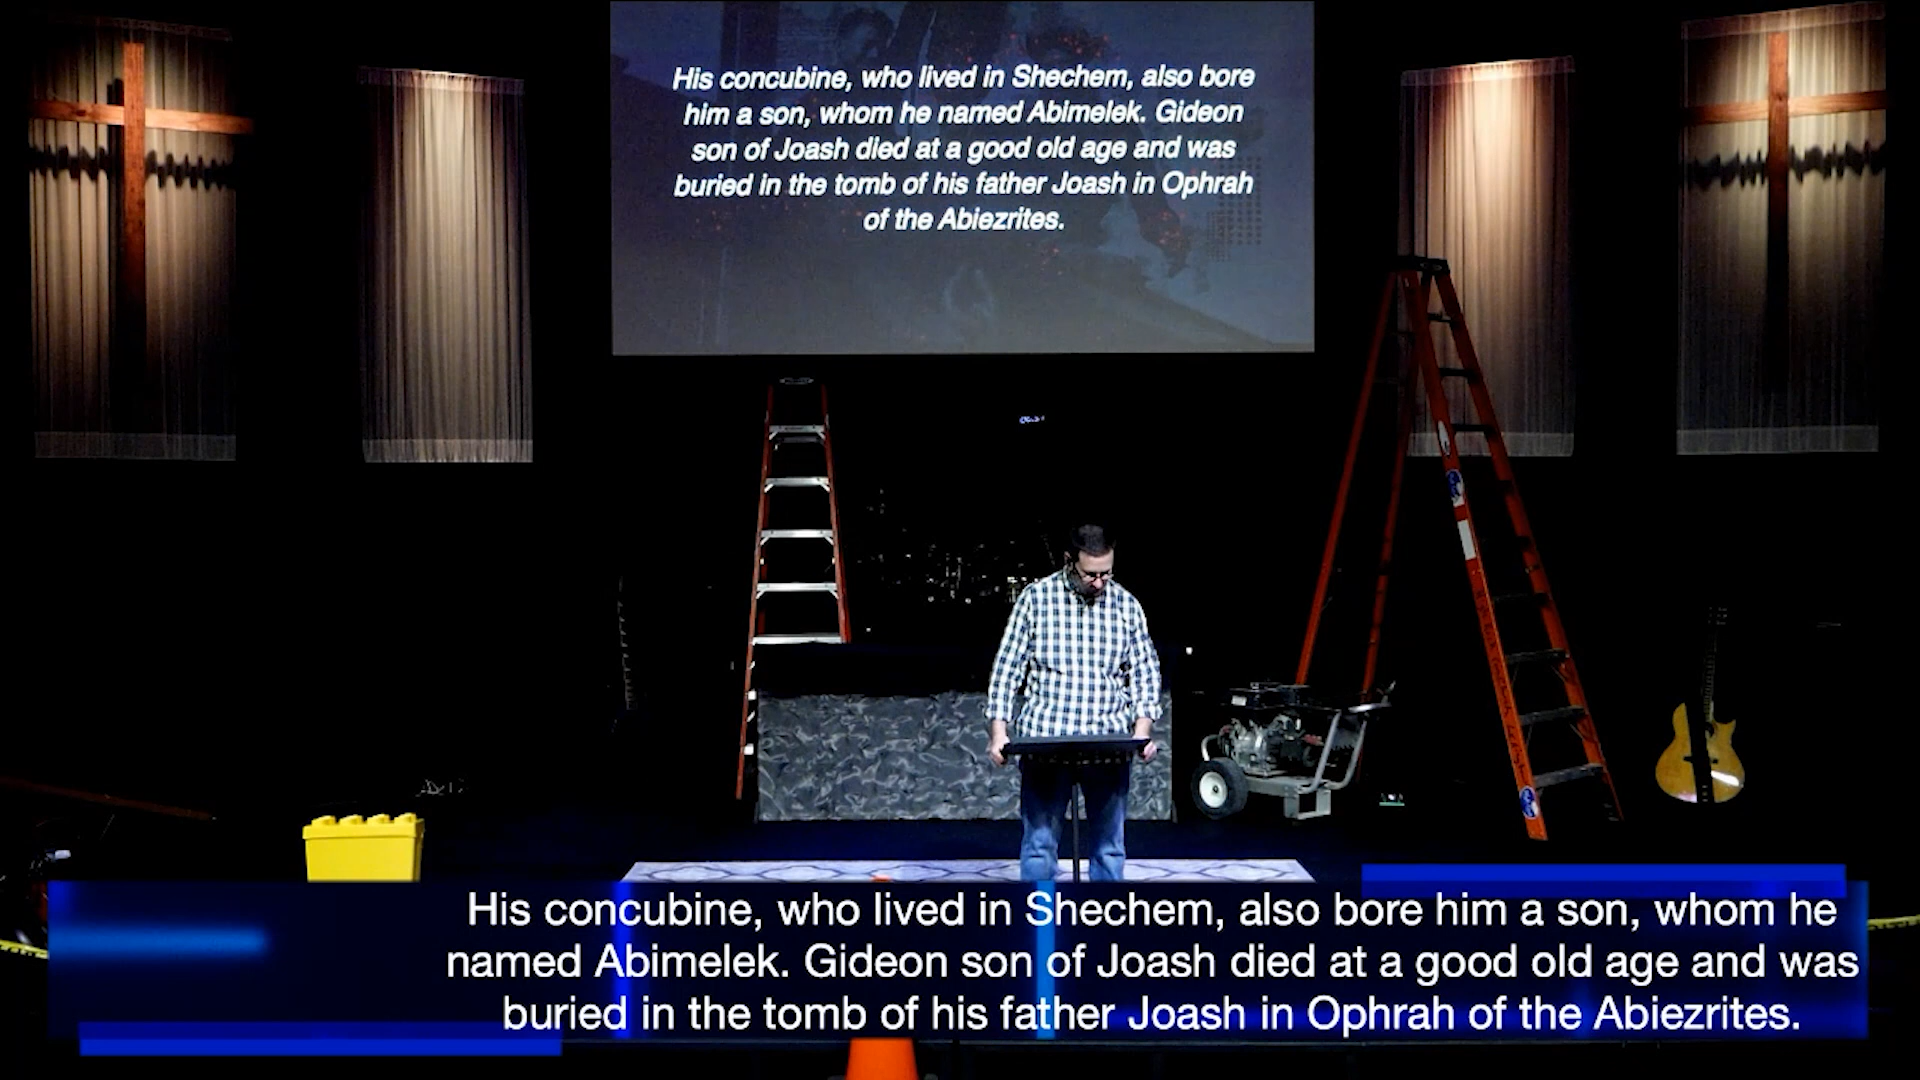 His concubine, who lived in Shechem, also bore
him a son, whom he named Abimelek. Gideon
son of Joash died at a good old age and was
buried in the tomb of his father Joash in Ophrah
of the Abiezrites.
His concubine, who lived in Shechem, also bore him a son, whom he
named Abimelek. Gideon son of Joash died at a good old age and was
buried in the tomb of his father Joash in Ophrah of the Abiezrites.